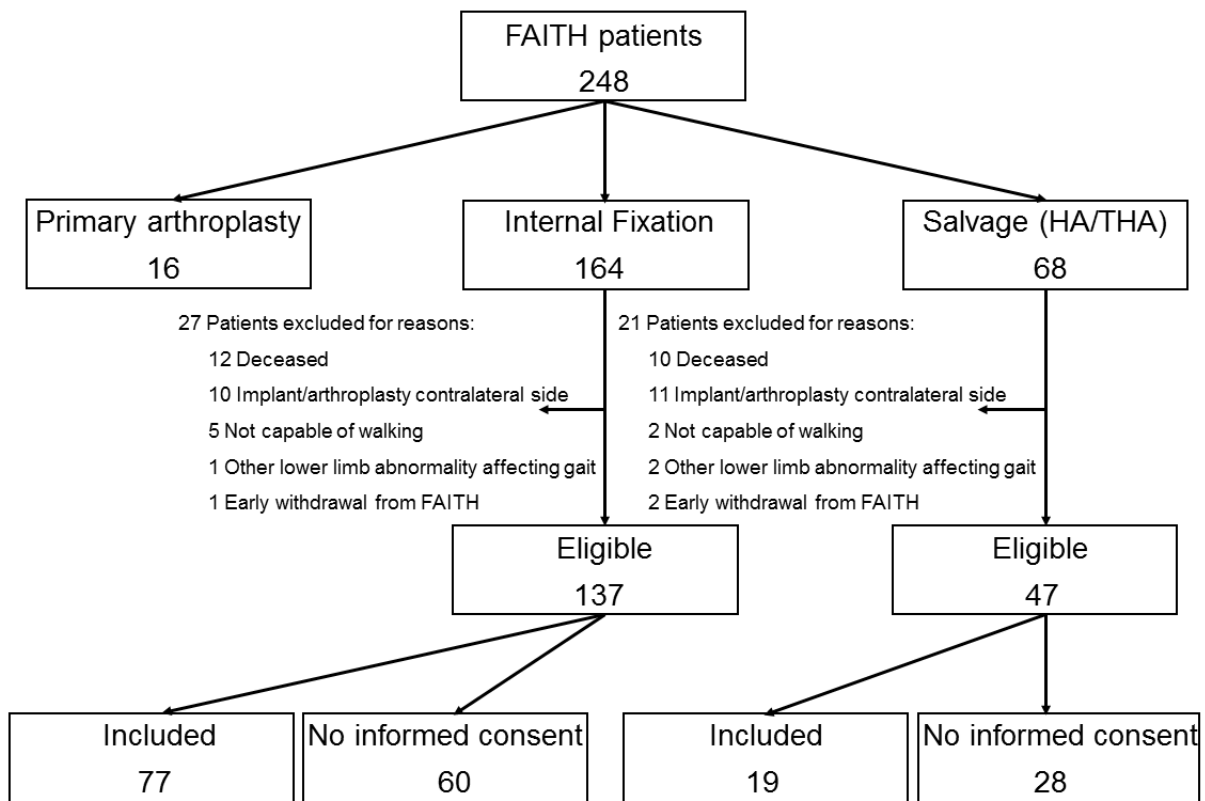 FAITH patients
248
Primary arthroplasty
16
Internal Fixation
164
Salvage (HA/THA)
68
27 Patients excluded for reasons:
12 Deceased
10 Implant/arthroplasty contralateral side
5 Not capable of walking
1 Other lower limb abnormality affecting gait
1 Early withdrawal from FAITH
21 Patients excluded for reasons:
10 Deceased
11 Implant/arthroplasty contralateral side
2 Not capable of walking
2 Other lower limb abnormality affecting gait
2 Early withdrawal from FAITH
Eligible
137
Eligible
47
Included
77
No informed consent
60
Included
19
No informed consent
28